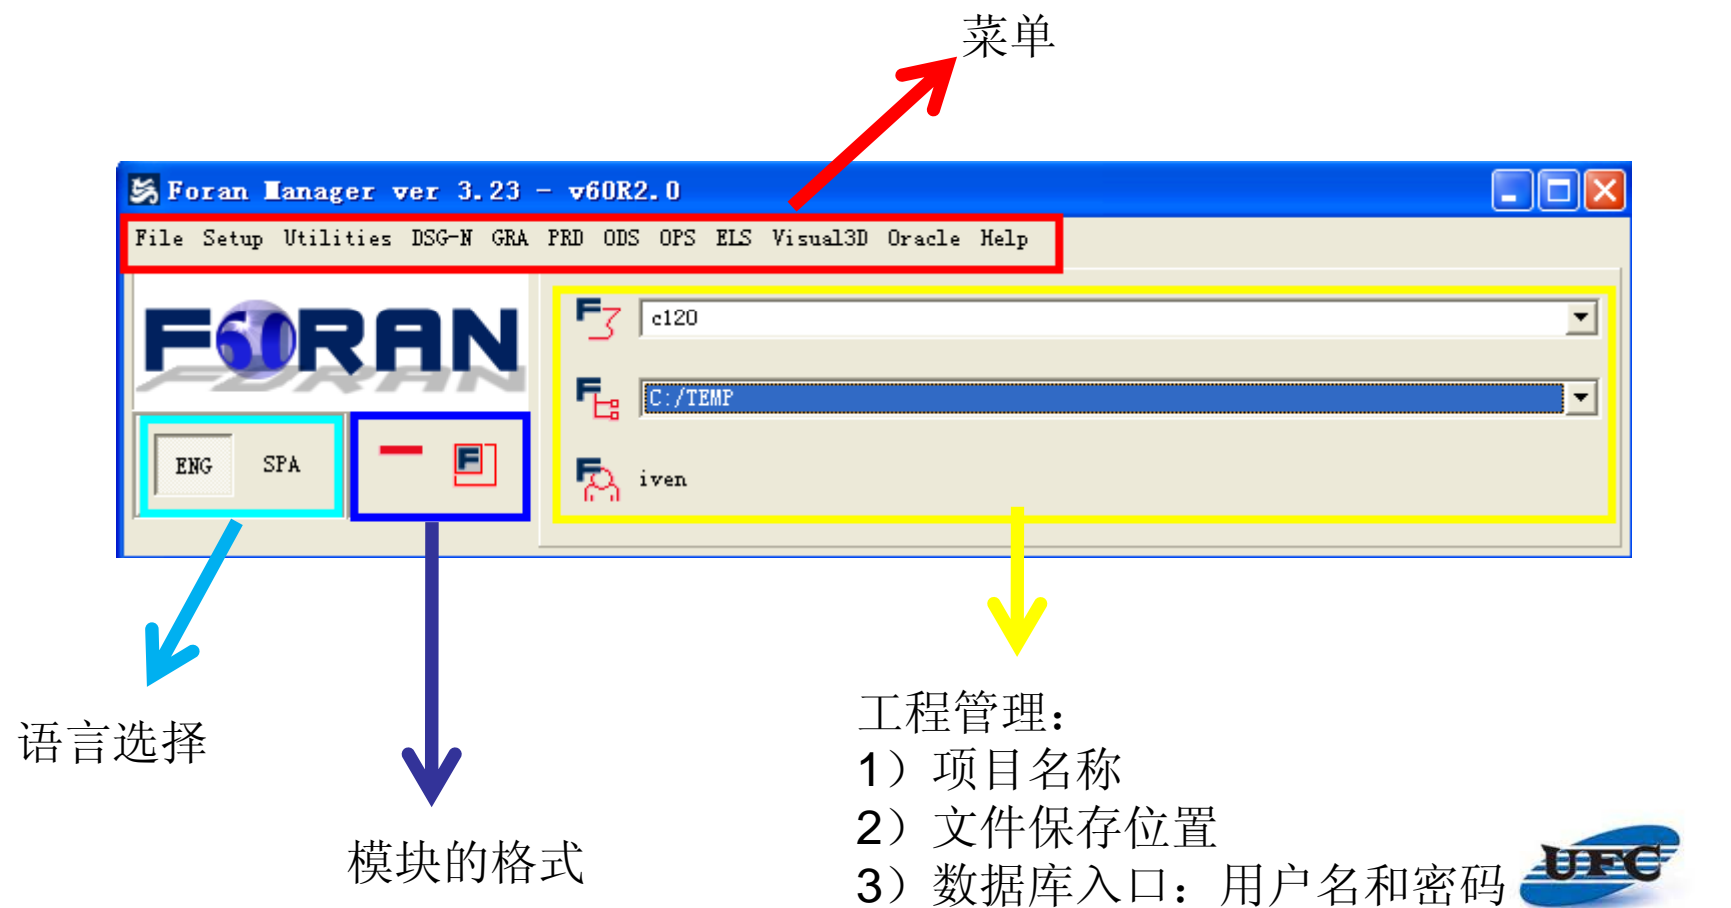 菜单
Foran Manager ver 3.23 - v60R2.0
File Setup Utilities DSG-N GRA PRD ODS OPS ELS Visual3D Oracle Help
F60RAN
c120
C:/TEMP
ENG SPA
F
iven
语言选择
模块的格式
工程管理：
1）项目名称
2）文件保存位置
3）数据库入口：用户名和密码
UFC